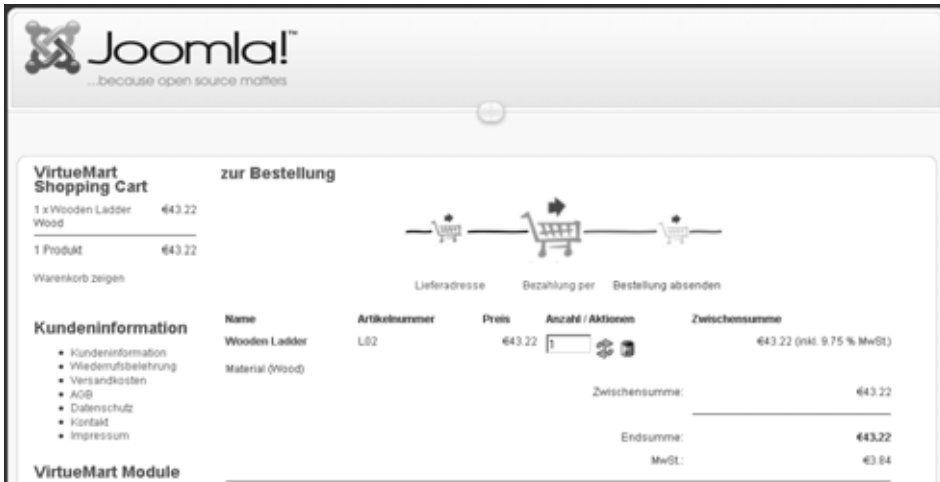 Joomla!™
...because open source matters
VirtueMart
Shopping Cart
1 x Wooden Ladder €43.22
Wood
1 Produkt €43.22
Warenkorb zeigen
Kundeninformation
Kundeninformation
Wiederrufsbelehrung
Versandkosten
AGB
Datenschutz
Kontakt
Impressum
VirtueMart Module
zur Bestellung
Lieferadresse Bezahlung per Bestellung absenden
Name Artikelnummer Preis Anzahl / Aktionen Zwischensumme
Wooden Ladder L02 €43.22 1 €43.22 (inkl. 9.75 % MwSt.)
Material (Wood)
Zwischensumme: €43.22
Endsumme: €43.22
MwSt.: €3.84